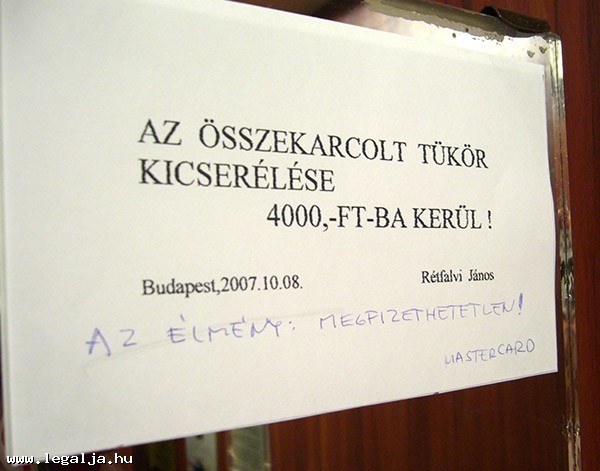 AZ ÖSSZEKARCOLT TÜKÖR
KICSERÉLÉSE
4000,-FT-BA KERÜL !
Budapest,2007.10.08. Rétfalvi János
AZ ÉLMÉNY: MEGFIZETHETETLEN!
MASTERCARD
www.legalja.hu